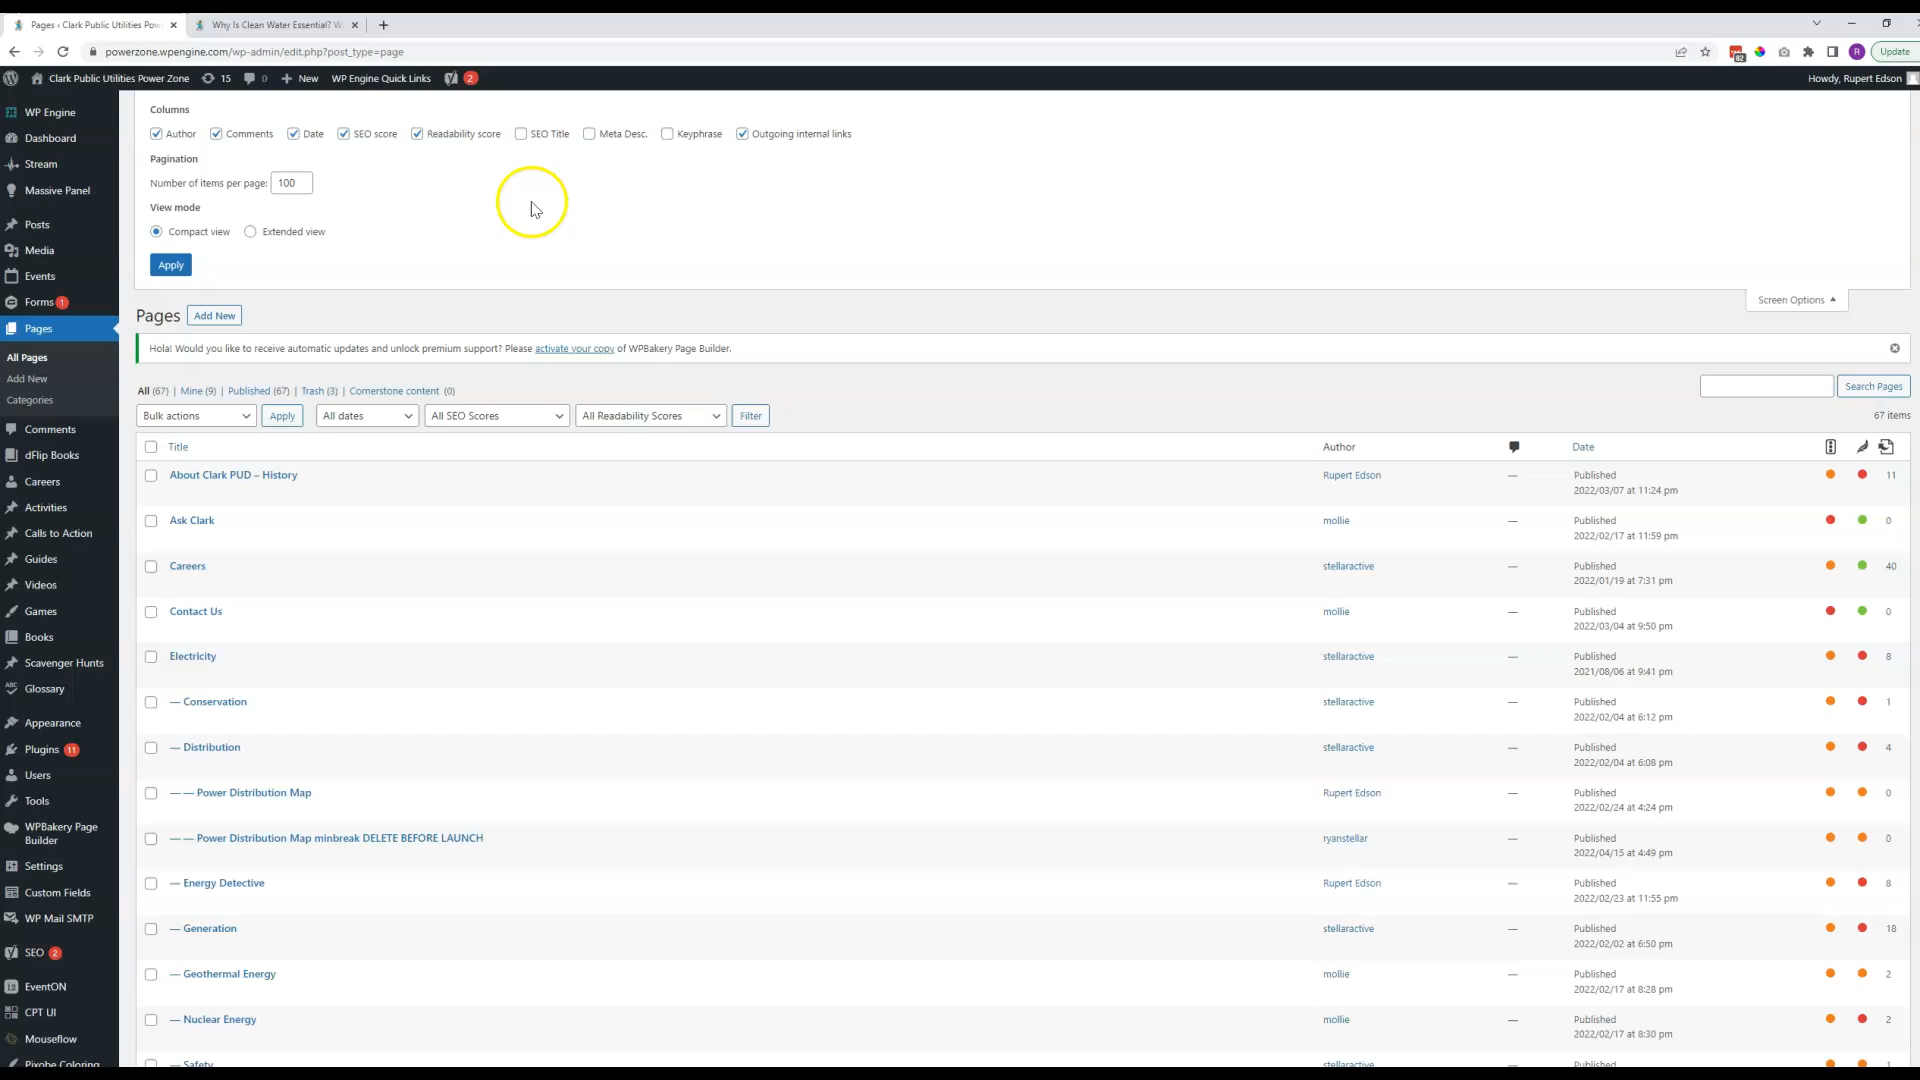 Pages ‹ Clark Public Utilities Pow
Why Is Clean Water Essential? W
powerzone.wpengine.com/wp-admin/edit.php?post_type=page
82
R
Update
Clark Public Utilities Power Zone
15
0
New
WP Engine Quick Links
2
Howdy, Rupert Edson
WP Engine
Dashboard
Stream
Massive Panel
Posts
Media
Events
Forms 1
Pages
All Pages
Add New
Categories
Comments
dFlip Books
Careers
Activities
Calls to Action
Guides
Videos
Games
Books
Scavenger Hunts
ABC Glossary
Appearance
Plugins 11
Users
Tools
WPBakery Page
Builder
Settings
Custom Fields
WP Mail SMTP
SEO 2
12 EventON
CPT UI
Mouseflow
Pixobe Coloring
Columns
Author Comments Date SEO score Readability score SEO Title Meta Desc. Keyphrase Outgoing internal links
Pagination
Number of items per page: 100
View mode
Compact view Extended view
Apply
Screen Options
Pages Add New
Hola! Would you like to receive automatic updates and unlock premium support? Please activate your copy of WPBakery Page Builder.
All (67) | Mine (9) | Published (67) | Trash (3) | Cornerstone content (0)
Search Pages
Bulk actions Apply All dates All SEO Scores All Readability Scores Filter
67 items
Title Author Date
About Clark PUD – History Rupert Edson — Published 11
2022/03/07 at 11:24 pm
Ask Clark mollie — Published 0
2022/02/17 at 11:59 pm
Careers stellaractive — Published 40
2022/01/19 at 7:31 pm
Contact Us mollie — Published 0
2022/03/04 at 9:50 pm
Electricity stellaractive — Published 8
2021/08/06 at 9:41 pm
— Conservation stellaractive — Published 1
2022/02/04 at 6:12 pm
— Distribution stellaractive — Published 4
2022/02/04 at 6:08 pm
— — Power Distribution Map Rupert Edson — Published 0
2022/02/24 at 4:24 pm
— — Power Distribution Map minbreak DELETE BEFORE LAUNCH ryanstellar — Published 0
2022/04/15 at 4:49 pm
— Energy Detective Rupert Edson — Published 8
2022/02/23 at 11:55 pm
— Generation stellaractive — Published 18
2022/02/02 at 6:50 pm
— Geothermal Energy mollie — Published 2
2022/02/17 at 8:28 pm
— Nuclear Energy mollie — Published 2
2022/02/17 at 8:30 pm
— Safety stellaractive — Published 1